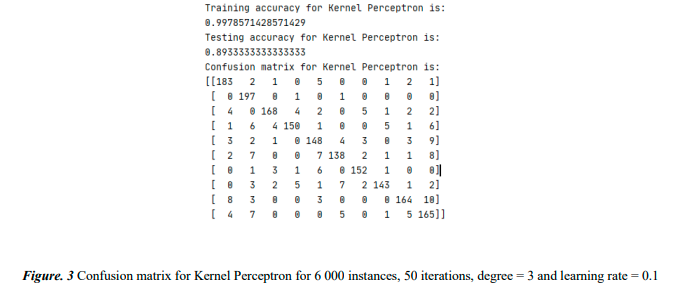 Training accuracy for Kernel Perceptron is:
0.9978571428571429
Testing accuracy for Kernel Perceptron is:
0.8933333333333333
Confusion matrix for Kernel Perceptron is:
[[183 2 1 0 5 0 0 1 2 1]
[ 0 197 0 1 0 1 0 0 0 0]
[ 4 0 168 4 2 0 5 1 2 2]
[ 1 6 4 150 1 0 0 5 1 6]
[ 3 2 1 0 148 4 3 0 3 9]
[ 2 7 0 0 7 138 2 1 1 8]
[ 0 1 3 1 6 0 152 1 0 0]
[ 0 3 2 5 1 7 2 143 1 2]
[ 8 3 0 0 3 0 0 0 164 10]
[ 4 7 0 0 0 5 0 1 5 165]]
Figure. 3 Confusion matrix for Kernel Perceptron for 6 000 instances, 50 iterations, degree = 3 and learning rate = 0.1